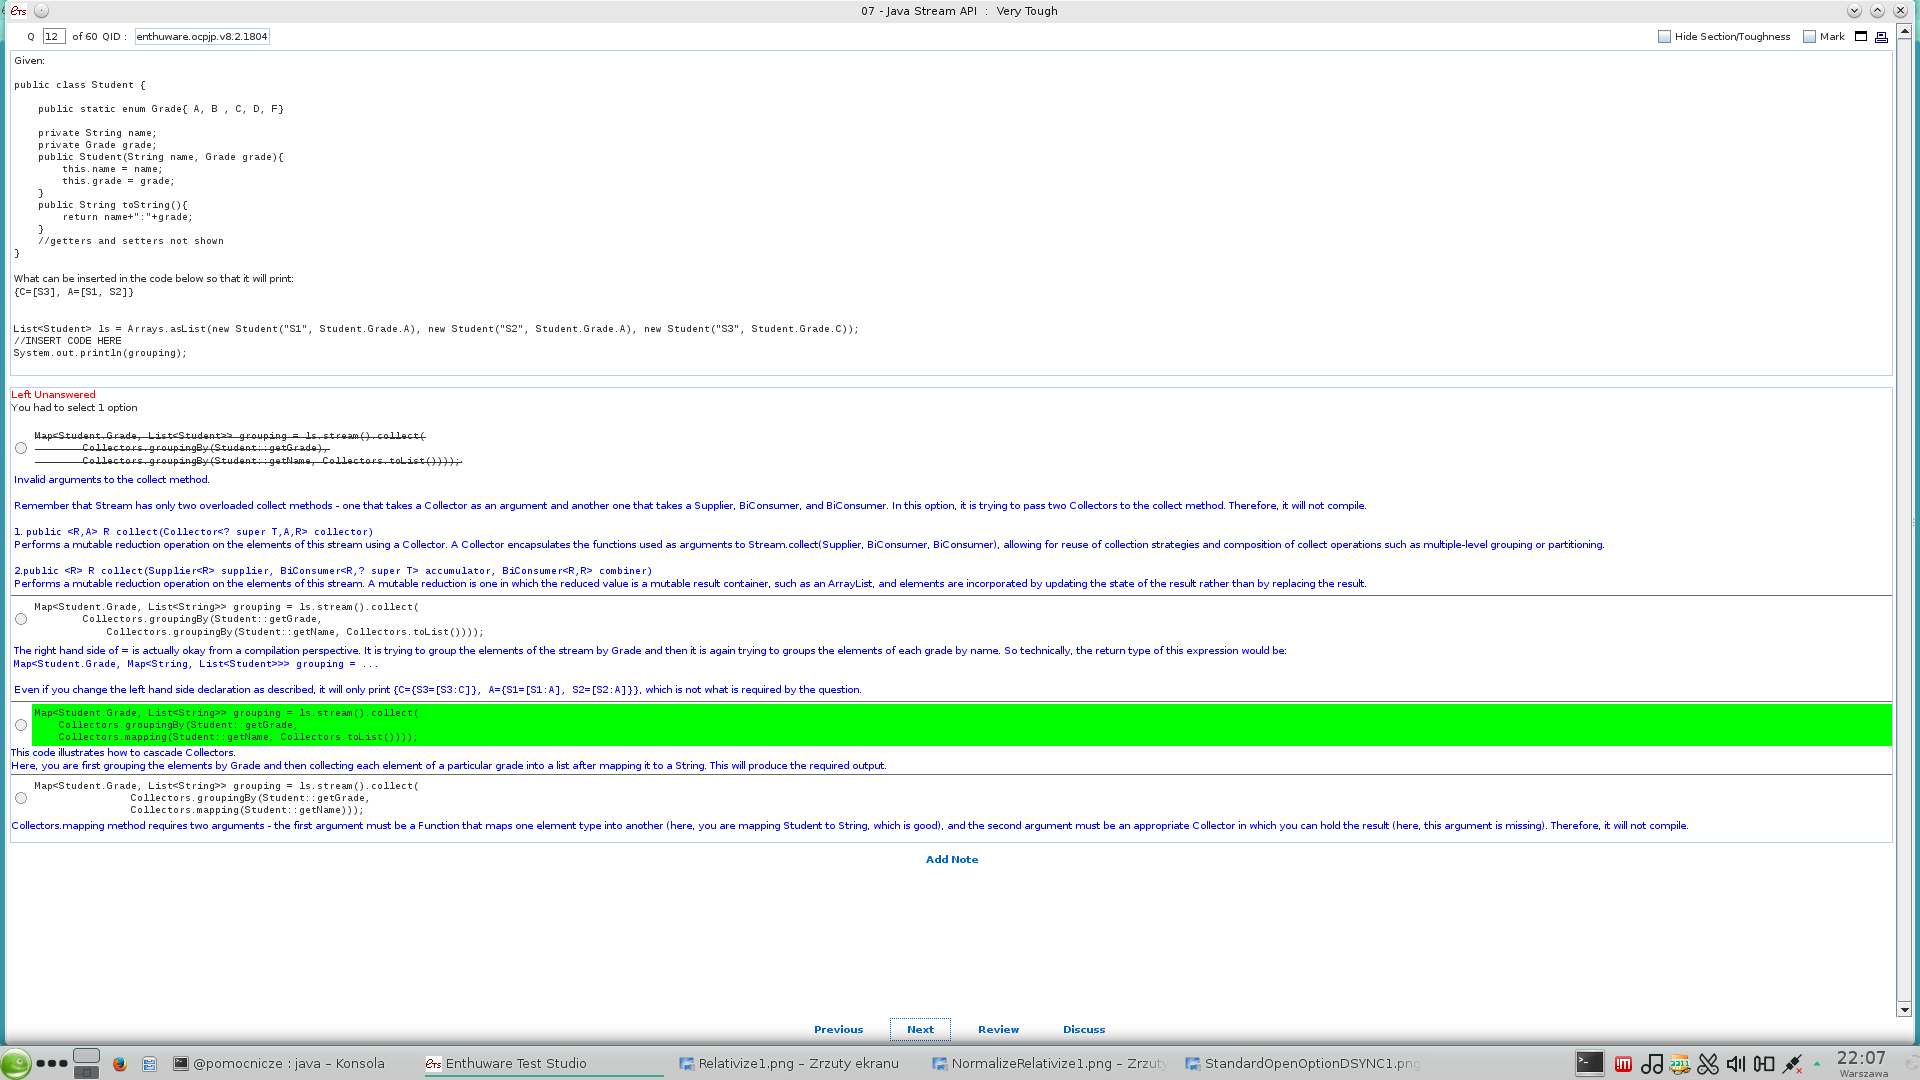 ETS
07 - Java Stream API : Very Tough
Q 12 of 60 QID : enthuware.ocpjp.v8.2.1804
Hide Section/Toughness
Mark
Given:
public class Student {
public static enum Grade{ A, B , C, D, F}
private String name;
private Grade grade;
public Student(String name, Grade grade){
this.name = name;
this.grade = grade;
}
public String toString(){
return name+":"+grade;
}
//getters and setters not shown
}
What can be inserted in the code below so that it will print:
{C=[S3], A=[S1, S2]}
List<Student> ls = Arrays.asList(new Student("S1", Student.Grade.A), new Student("S2", Student.Grade.A), new Student("S3", Student.Grade.C));
//INSERT CODE HERE
System.out.println(grouping);
Left Unanswered
You had to select 1 option
Map<Student.Grade, List<Student>> grouping = ls.stream().collect(
Collectors.groupingBy(Student::getGrade),
Collectors.groupingBy(Student::getName, Collectors.toList()));
Invalid arguments to the collect method.
Remember that Stream has only two overloaded collect methods - one that takes a Collector as an argument and another one that takes a Supplier, BiConsumer, and BiConsumer. In this option, it is trying to pass two Collectors to the collect method. Therefore, it will not compile.
1. public <R,A> R collect(Collector<? super T,A,R> collector)
Performs a mutable reduction operation on the elements of this stream using a Collector. A Collector encapsulates the functions used as arguments to Stream.collect(Supplier, BiConsumer, BiConsumer), allowing for reuse of collection strategies and composition of collect operations such as multiple-level grouping or partitioning.
2.public <R> R collect(Supplier<R> supplier, BiConsumer<R,? super T> accumulator, BiConsumer<R,R> combiner)
Performs a mutable reduction operation on the elements of this stream. A mutable reduction is one in which the reduced value is a mutable result container, such as an ArrayList, and elements are incorporated by updating the state of the result rather than by replacing the result.
Map<Student.Grade, List<String>> grouping = ls.stream().collect(
Collectors.groupingBy(Student::getGrade,
Collectors.groupingBy(Student::getName, Collectors.toList())));
The right hand side of = is actually okay from a compilation perspective. It is trying to group the elements of the stream by Grade and then it is again trying to groups the elements of each grade by name. So technically, the return type of this expression would be:
Map<Student.Grade, Map<String, List<Student>>> grouping = ...
Even if you change the left hand side declaration as described, it will only print {C={S3=[S3:C]}, A={S1=[S1:A], S2=[S2:A]}}, which is not what is required by the question.
Map<Student.Grade, List<String>> grouping = ls.stream().collect(
Collectors.groupingBy(Student::getGrade,
Collectors.mapping(Student::getName, Collectors.toList())));
This code illustrates how to cascade Collectors.
Here, you are first grouping the elements by Grade and then collecting each element of a particular grade into a list after mapping it to a String. This will produce the required output.
Map<Student.Grade, List<String>> grouping = ls.stream().collect(
Collectors.groupingBy(Student::getGrade,
Collectors.mapping(Student::getName)));
Collectors.mapping method requires two arguments - the first argument must be a Function that maps one element type into another (here, you are mapping Student to String, which is good), and the second argument must be an appropriate Collector in which you can hold the result (here, this argument is missing). Therefore, it will not compile.
Add Note
Previous Next Review Discuss
@pomocnicze : java – Konsola
ETS Enthuware Test Studio
Relativize1.png – Zrzuty ekranu
NormalizeRelativize1.png – Zrzuty
StandardOpenOptionDSYNC1.png
22:07
Warszawa